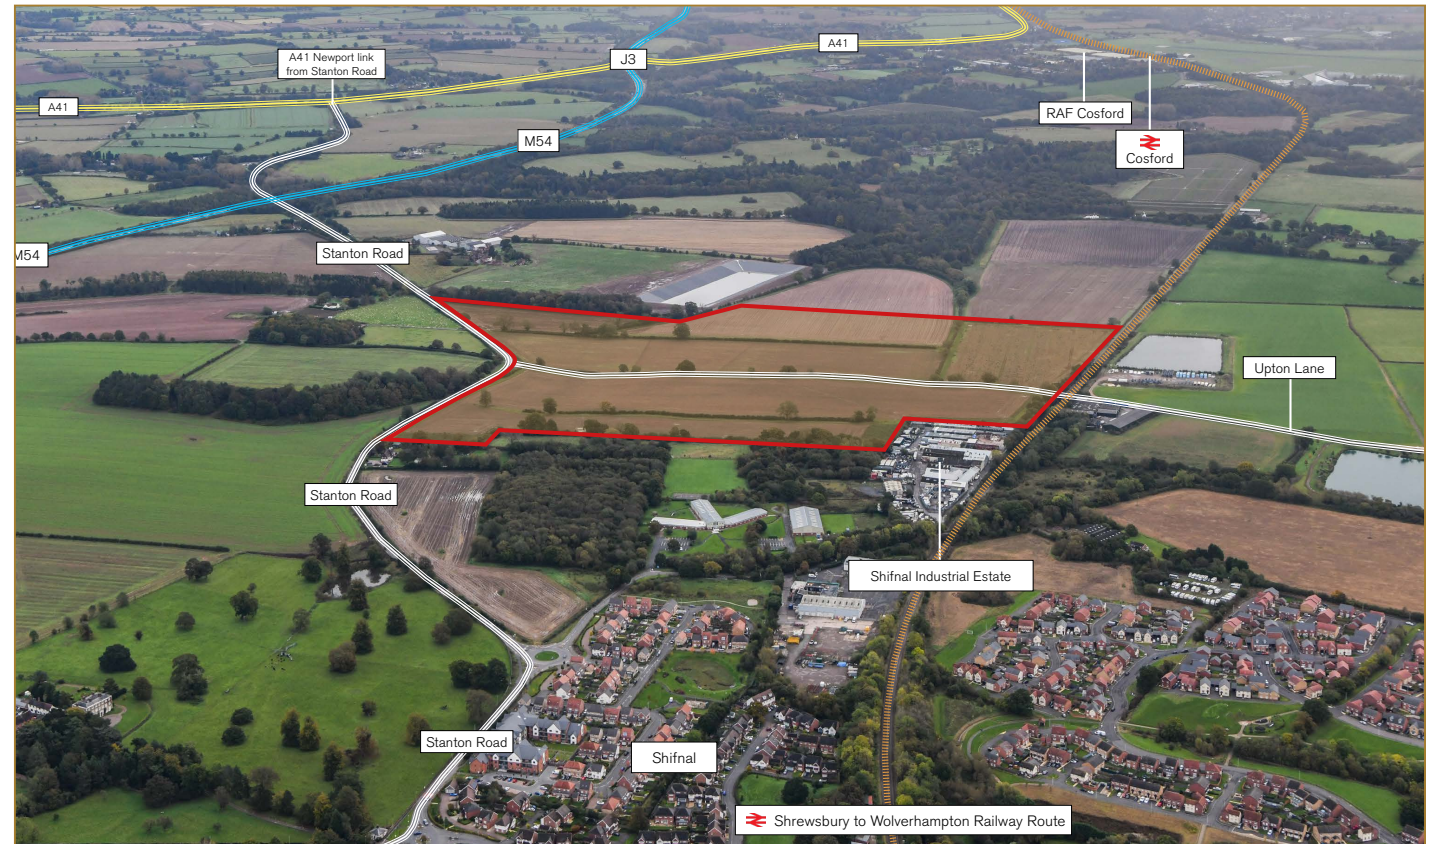 A41 Newport link
from Stanton Road
A41
J3
A41
M54
RAF Cosford
Cosford
M54
Stanton Road
Upton Lane
Stanton Road
Shifnal Industrial Estate
Stanton Road
Shifnal
Shrewsbury to Wolverhampton Railway Route